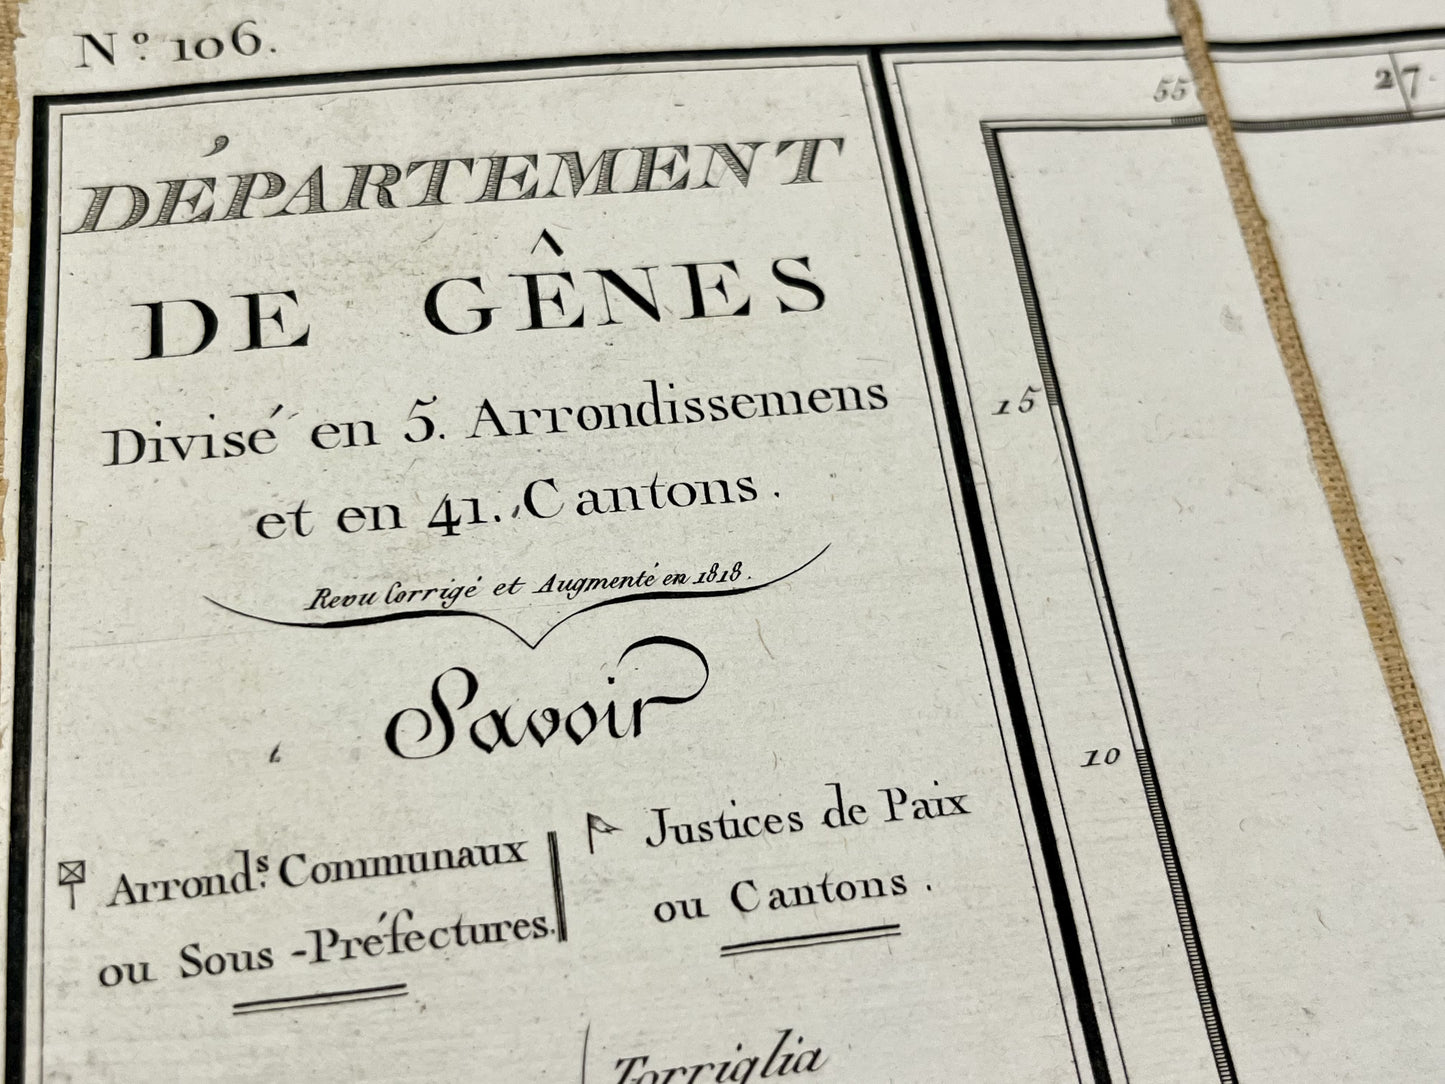 Nº 106.
DÉPARTEMENT
DE GÊNES
Divisé en 5. Arrondissemens
et en 41. Cantons.
Revu Corrigé et Augmenté en 1818.
Savoir
Arrond.s Communaux
ou Sous-Préfectures.
Justices de Paix
ou Cantons.
Torriglia
55
27
15
10